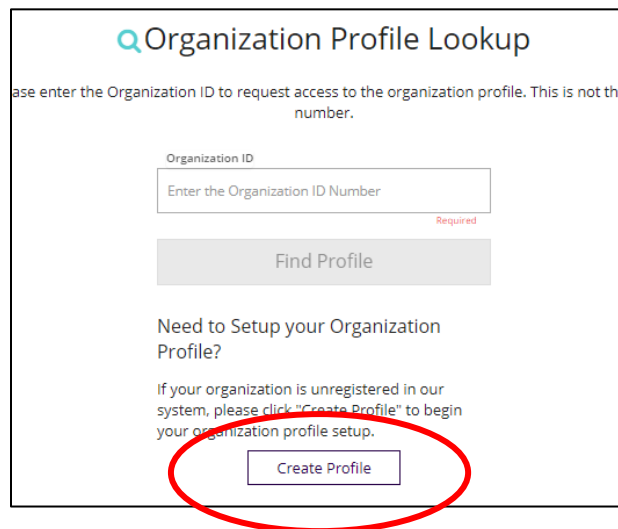 Organization Profile Lookup
ase enter the Organization ID to request access to the organization profile. This is not th
number.
Organization ID
Enter the Organization ID Number
Required
Find Profile
Need to Setup your Organization
Profile?
If your organization is unregistered in our
system, please click "Create Profile" to begin
your organization profile setup.
Create Profile